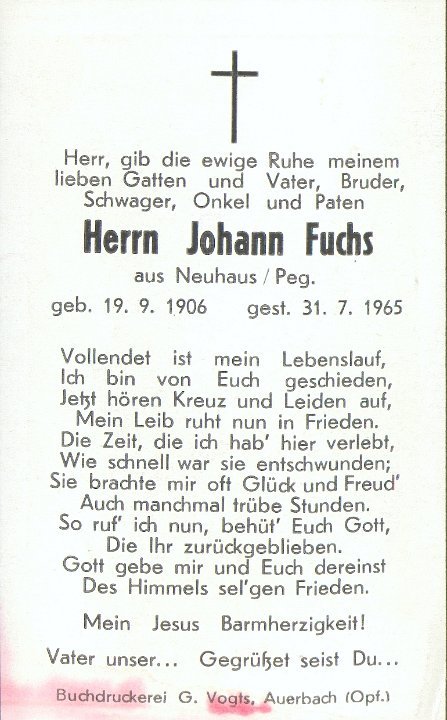 Herr, gib die ewige Ruhe meinem
lieben Gatten und Vater, Bruder,
Schwager, Onkel und Paten
Herrn Johann Fuchs
aus Neuhaus / Peg.
geb. 19. 9. 1906 gest. 31. 7. 1965
Vollendet ist mein Lebenslauf,
Ich bin von Euch geschieden,
Jetzt hören Kreuz und Leiden auf,
Mein Leib ruht nun in Frieden.
Die Zeit, die ich hab' hier verlebt,
Wie schnell war sie entschwunden;
Sie brachte mir oft Glück und Freud'
Auch manchmal trübe Stunden.
So ruf' ich nun, behüt' Euch Gott,
Die Ihr zurückgeblieben.
Gott gebe mir und Euch dereinst
Des Himmels sel'gen Frieden.
Mein Jesus Barmherzigkeit!
Vater unser... Gegrüßet seist Du...
Buchdruckerei G. Vogts, Auerbach (Opf.)